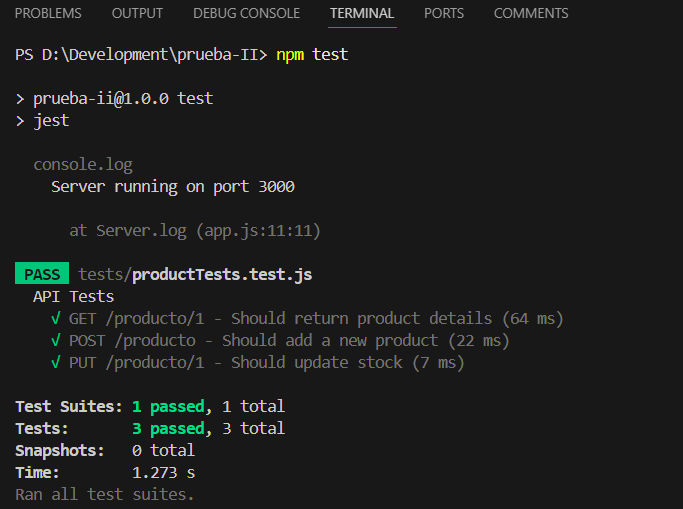 PROBLEMS OUTPUT DEBUG CONSOLE TERMINAL PORTS COMMENTS
PS D:\Development\prueba-II> npm test
> prueba-ii@1.0.0 test
> jest
console.log
Server running on port 3000
at Server.log (app.js:11:11)
PASS tests/productTests.test.js
API Tests
√ GET /producto/1 - Should return product details (64 ms)
√ POST /producto - Should add a new product (22 ms)
√ PUT /producto/1 - Should update stock (7 ms)
Test Suites: 1 passed, 1 total
Tests: 3 passed, 3 total
Snapshots: 0 total
Time: 1.273 s
Ran all test suites.